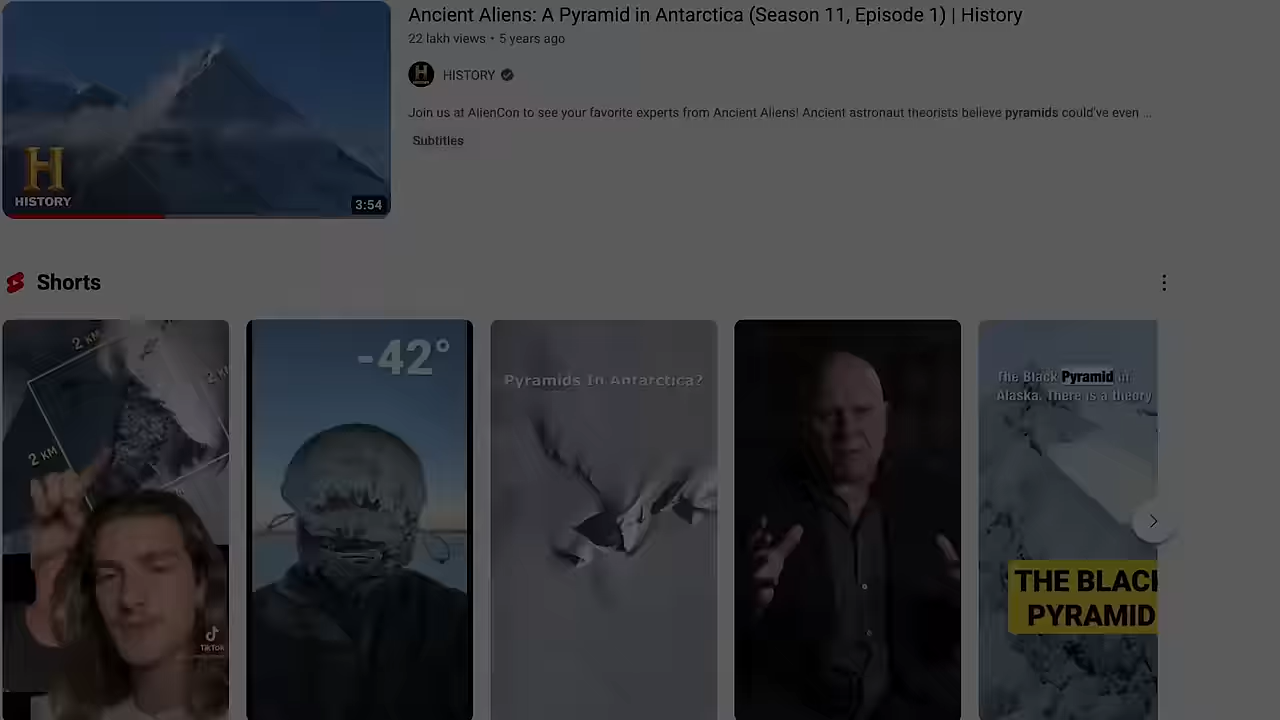 Ancient Aliens: A Pyramid in Antarctica (Season 11, Episode 1) | History
22 lakh views • 5 years ago
H
HISTORY
Join us at AlienCon to see your favorite experts from Ancient Aliens! Ancient astronaut theorists believe pyramids could've even ...
Subtitles
H
HISTORY
3:54
Shorts
2 KM
2 KM
2 KM
TikTok
-42°
Pyramids In Antarctica?
The Black Pyramid in
Alaska. There is a theory
THE BLACK
PYRAMID